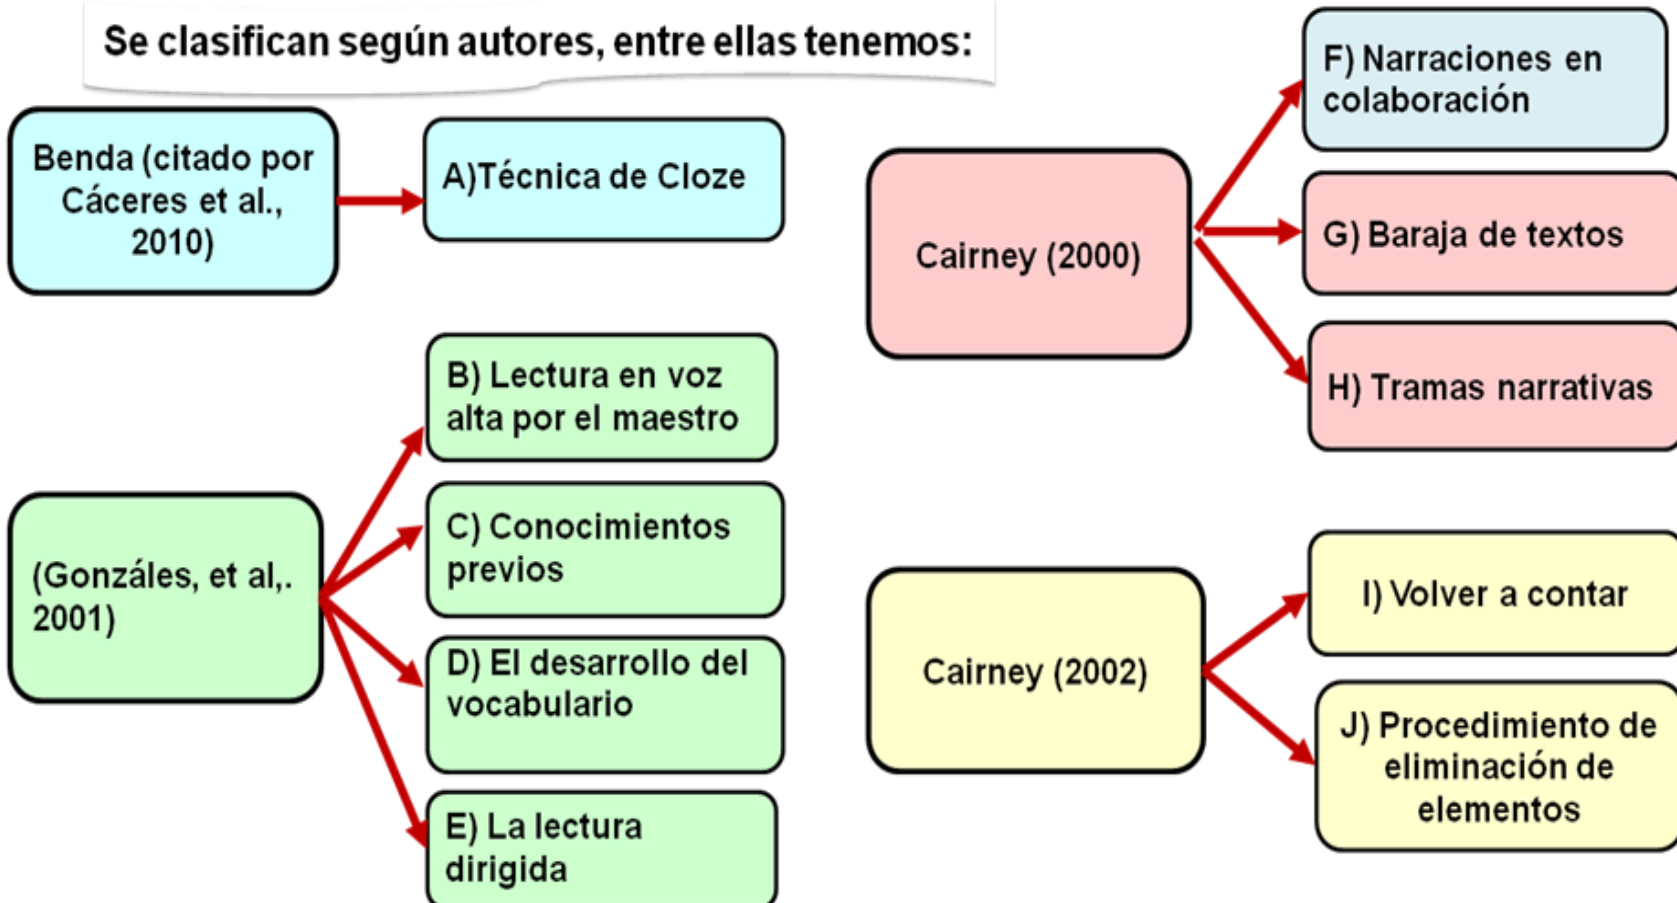 Se clasifican según autores, entre ellas tenemos:
Benda (citado por
Cáceres et al.,
2010)
A)Técnica de Cloze
(Gonzáles, et al,.
2001)
B) Lectura en voz
alta por el maestro
C) Conocimientos
previos
D) El desarrollo del
vocabulario
E) La lectura
dirigida
Cairney (2000)
F) Narraciones en
colaboración
G) Baraja de textos
H) Tramas narrativas
Cairney (2002)
I) Volver a contar
J) Procedimiento de
eliminación de
elementos